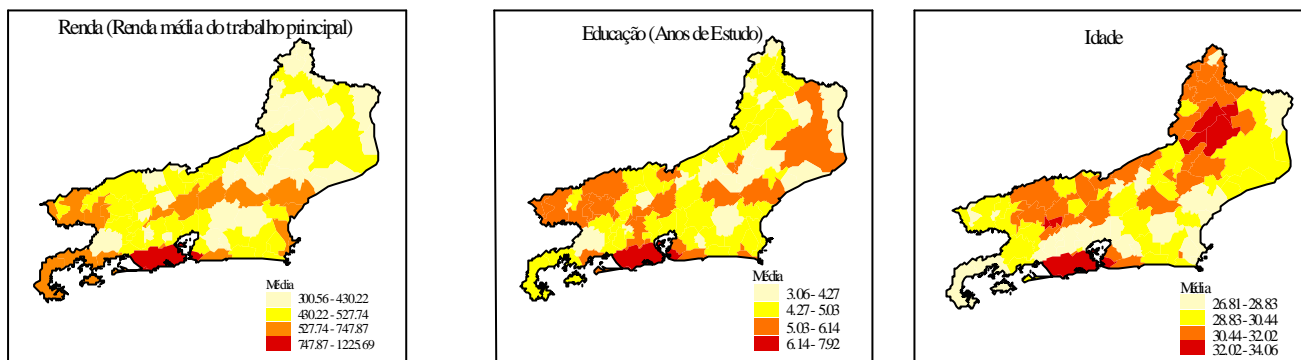 Renda (Renda média do trabalho principal)
Média
300.56 - 430.22
430.22 - 527.74
527.74 - 747.87
747.87 - 1225.69
Educação (Anos de Estudo)
Média
3.06 - 4.27
4.27 - 5.03
5.03 - 6.14
6.14 - 7.92
Idade
Média
26.81 - 28.83
28.83 - 30.44
30.44 - 32.02
32.02 - 34.06